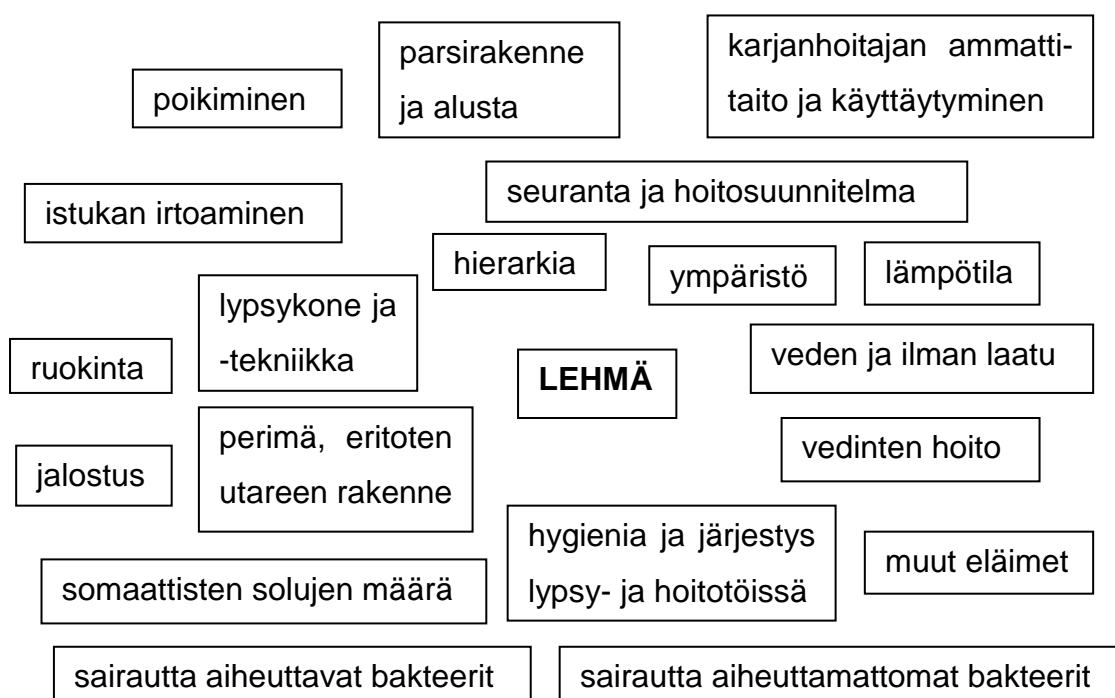 poikiminen
parsirakenne
ja alusta
karjanhoitajan ammatti-
taito ja käyttäytyminen
istukan irtoaminen
seuranta ja hoitosuunnitelma
hierarkia
ympäristö
lämpötila
lypsykone ja
-tekniikka
ruokinta
LEHMÄ
veden ja ilman laatu
perimä, eritoten
utareen rakenne
jalostus
vedinten hoito
hygienia ja järjestys
lypsy- ja hoitotöissä
muut eläimet
somaattisten solujen määrä
sairautta aiheuttavat bakteerit
sairautta aiheuttamattomat bakteerit